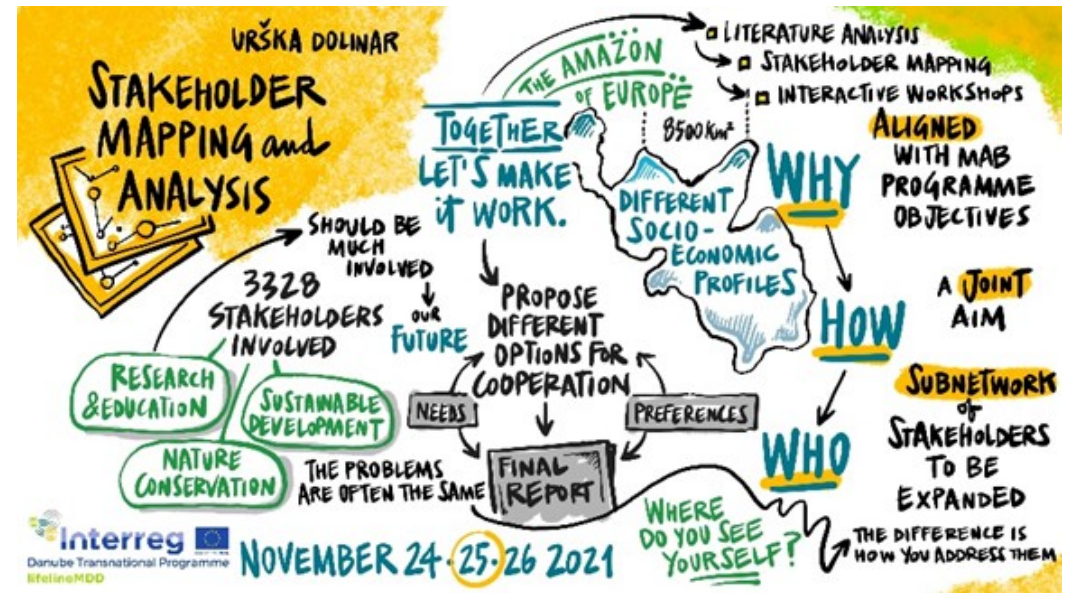 URŠKA DOLINAR
STAKEHOLDER
MAPPING and
ANALYSIS
THE AMAZON
OF EUROPE
LITERATURE ANALYSIS
STAKEHOLDER MAPPING
INTERACTIVE WORKSHOPS
TOGETHER
LET'S MAKE
it WORK.
8500 Km²
DIFFERENT
SOCIO-
ECONOMIC
PROFILES
WHY
ALIGNED
WITH MAB
PROGRAMME
OBJECTIVES
HOW
A JOINT
AIM
WHO
SUBNETWORK
of
STAKEHOLDERS
TO BE
EXPANDED
SHOULD BE
MUCH
INVOLVED
OUR
FUTURE
3328
STAKEHOLDERS
INVOLVED
RESEARCH
& EDUCATION
SUSTAINABLE
DEVELOPMENT
NATURE
CONSERVATION
PROPOSE
DIFFERENT
OPTIONS FOR
COOPERATION
NEEDS
PREFERENCES
FINAL
REPORT
THE PROBLEMS
ARE OFTEN THE SAME
THE DIFFERENCE IS
HOW YOU ADDRESS THEM
WHERE
DO YOU SEE
YOURSELF?
Interreg
Danube Transnational Programme
lifelineMDD
NOVEMBER 24 · 25 · 26 2021